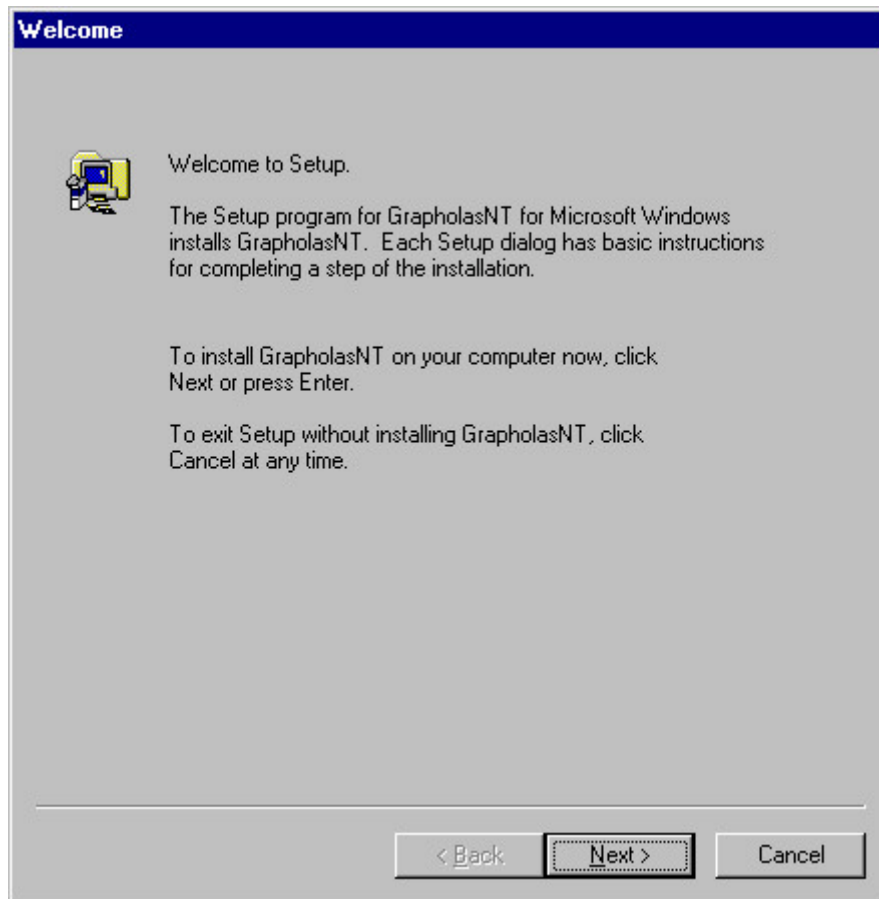 Welcome
Welcome to Setup.
The Setup program for GrapholasNT for Microsoft Windows
installs GrapholasNT.  Each Setup dialog has basic instructions
for completing a step of the installation.
To install GrapholasNT on your computer now, click
Next or press Enter.
To exit Setup without installing GrapholasNT, click
Cancel at any time.
< Back
Next >
Cancel